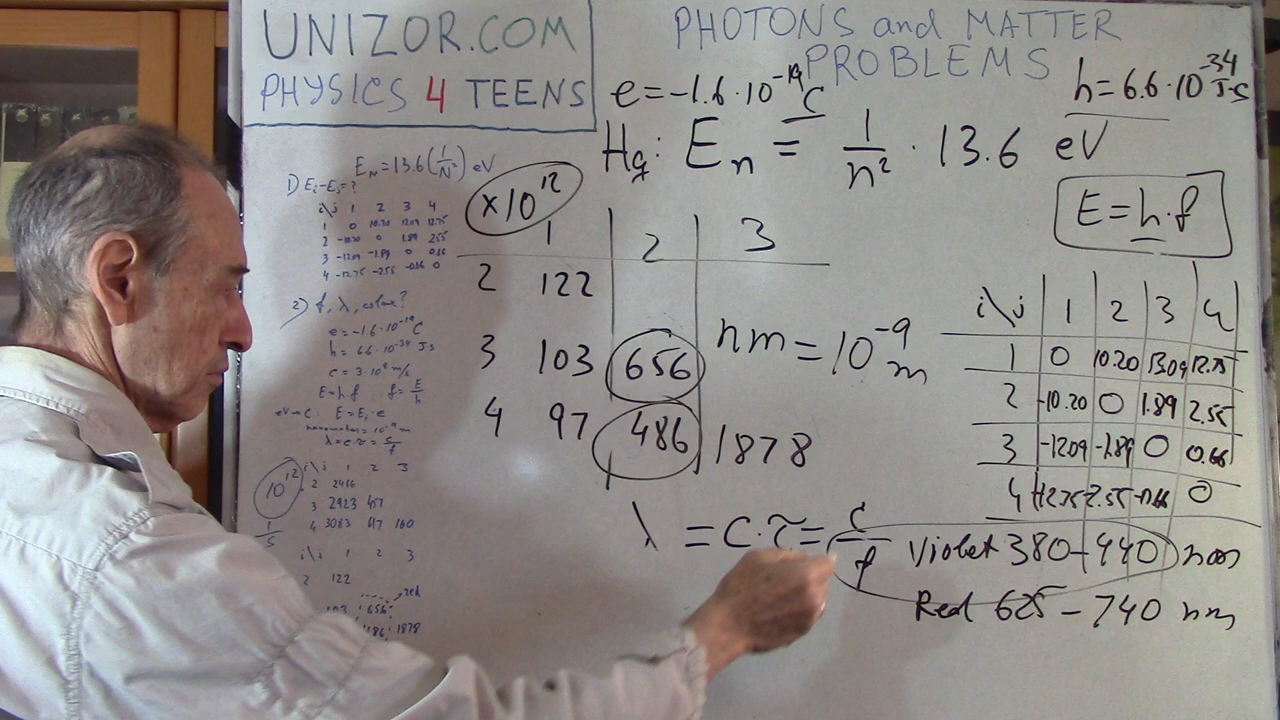 UNIZOR.COM
PHYSICS 4 TEENS
PHOTONS and MATTER
PROBLEMS
e=-1.6·10^-19 C
h=6.6·10^-34 J·S
Hg: En = 1/n² · 13.6 eV
E=h·f
×10^12
1 2 3
2 122
3 103 656
4 97 486 1878
nm=10^-9 m
λ = c·τ = c/f
i\j 1 2 3 4
1 0 10.20 13.09 12.75
2 -10.20 0 1.89 2.55
3 -12.09 -1.89 0 0.66
4 -12.75 -2.55 -0.66 0
Violet 380-440 nm
Red 625-740 nm
EN=13.6(1/N²) eV
1) Ei-Ej=?
i\j 1 2 3 4
1 0 10.20 12.09 12.75
2 -10.20 0 1.89 2.55
3 -12.09 -1.89 0 0.66
4 -12.75 -2.55 -0.66 0
2) f, λ, color?
e=-1.6·10^-19 C
h=6.6·10^-34 J·S
c=3·10^8 m/s
E=h·f f=E/h
eV→C: E=Ei·e
nanometer=10^-9 m
λ=c·τ=c/f
10^12 1/S
i\j 1 2 3
2 2466
3 2923 457
4 3083 617 160
i\j 1 2 3
2 122
103 656 red
486 1878